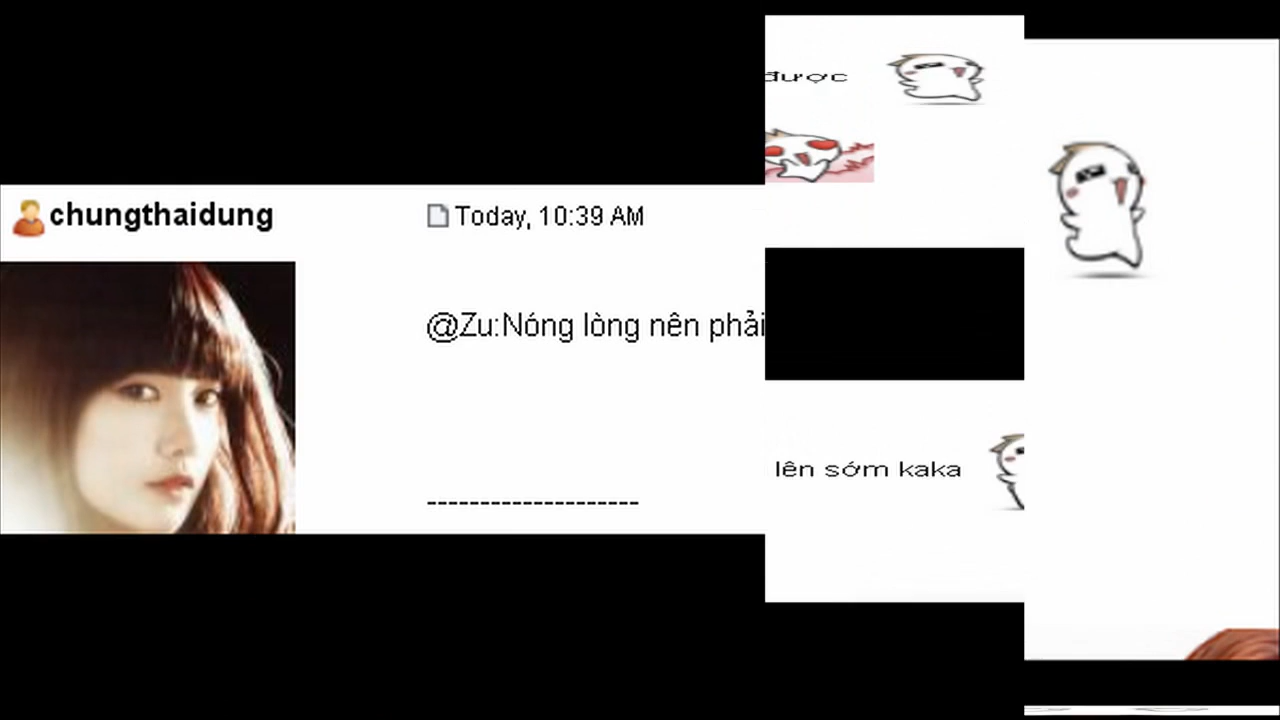 chungthaidung
Today, 10:39 AM
được
@Zu:Nóng lòng nên phải
lên sớm kaka
--------------------